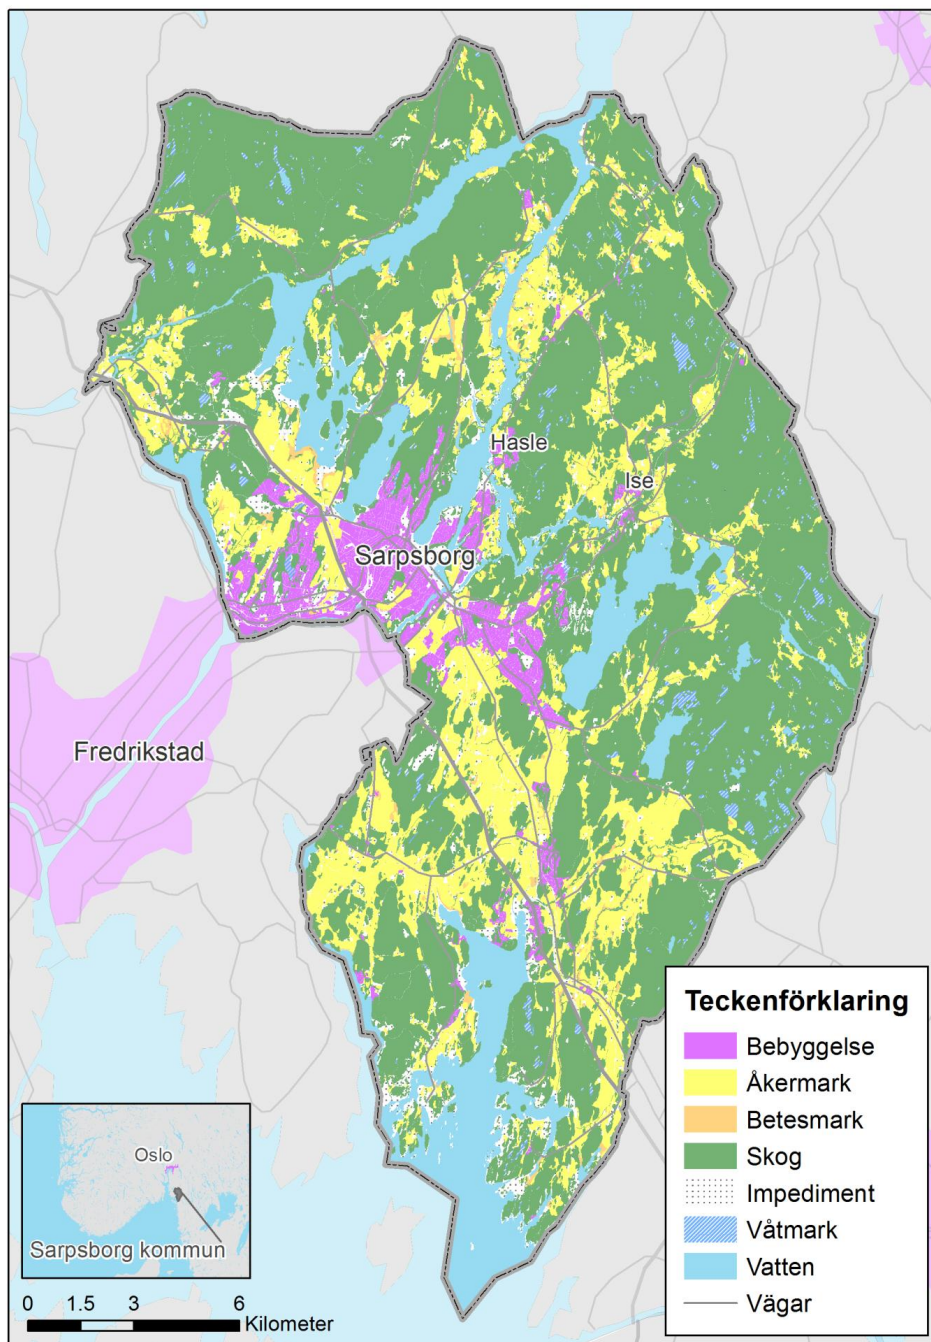 Hasle
Ise
Sarpsborg
Fredrikstad
Teckenförklaring
Bebyggelse
Åkermark
Betesmark
Skog
Impediment
Våtmark
Vatten
Vägar
Oslo
Sarpsborg kommun
0 1.5 3 6
Kilometer